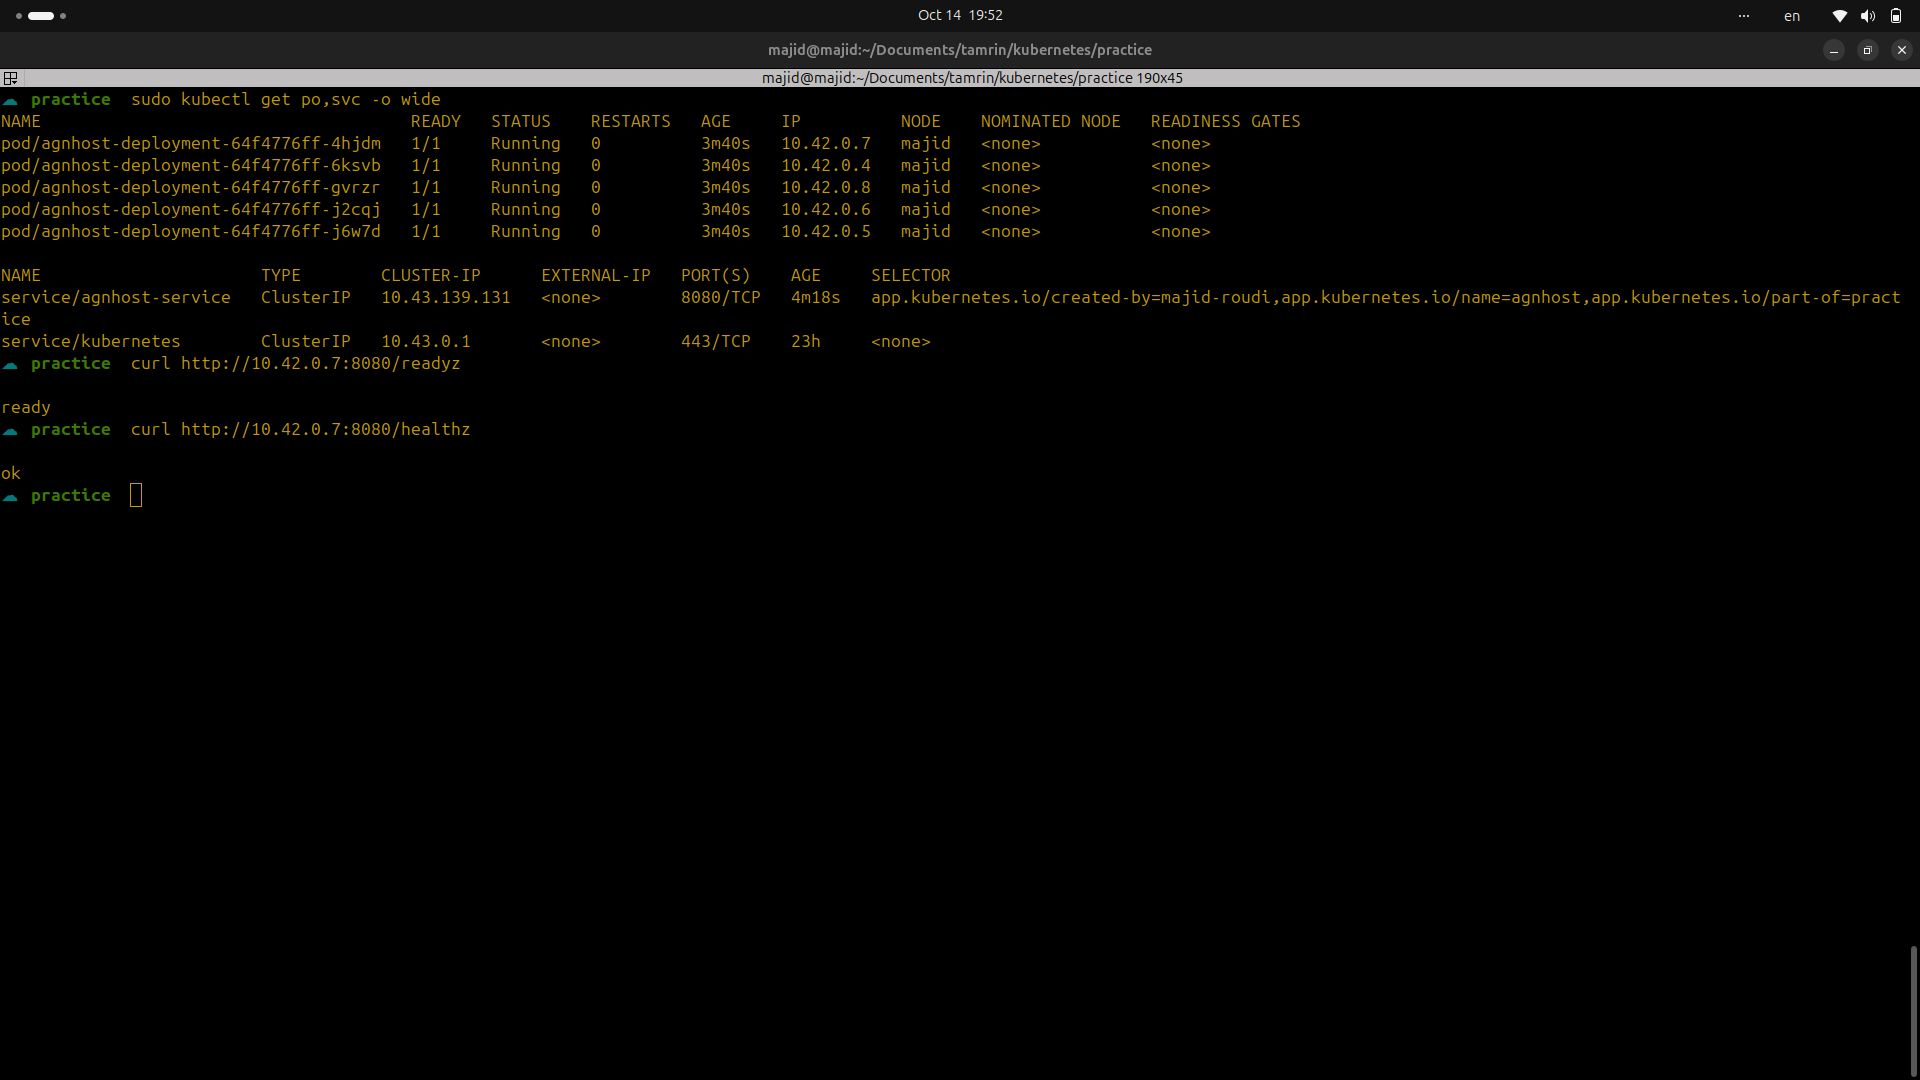 Oct 14 19:52
en
majid@majid:~/Documents/tamrin/kubernetes/practice
majid@majid:~/Documents/tamrin/kubernetes/practice 190x45
practice sudo kubectl get po,svc -o wide
NAME READY STATUS RESTARTS AGE IP NODE NOMINATED NODE READINESS GATES
pod/agnhost-deployment-64f4776ff-4hjdm 1/1 Running 0 3m40s 10.42.0.7 majid <none> <none>
pod/agnhost-deployment-64f4776ff-6ksvb 1/1 Running 0 3m40s 10.42.0.4 majid <none> <none>
pod/agnhost-deployment-64f4776ff-gvrzr 1/1 Running 0 3m40s 10.42.0.8 majid <none> <none>
pod/agnhost-deployment-64f4776ff-j2cqj 1/1 Running 0 3m40s 10.42.0.6 majid <none> <none>
pod/agnhost-deployment-64f4776ff-j6w7d 1/1 Running 0 3m40s 10.42.0.5 majid <none> <none>
NAME TYPE CLUSTER-IP EXTERNAL-IP PORT(S) AGE SELECTOR
service/agnhost-service ClusterIP 10.43.139.131 <none> 8080/TCP 4m18s app.kubernetes.io/created-by=majid-roudi,app.kubernetes.io/name=agnhost,app.kubernetes.io/part-of=pract
ice
service/kubernetes ClusterIP 10.43.0.1 <none> 443/TCP 23h <none>
practice curl http://10.42.0.7:8080/readyz
ready
practice curl http://10.42.0.7:8080/healthz
ok
practice